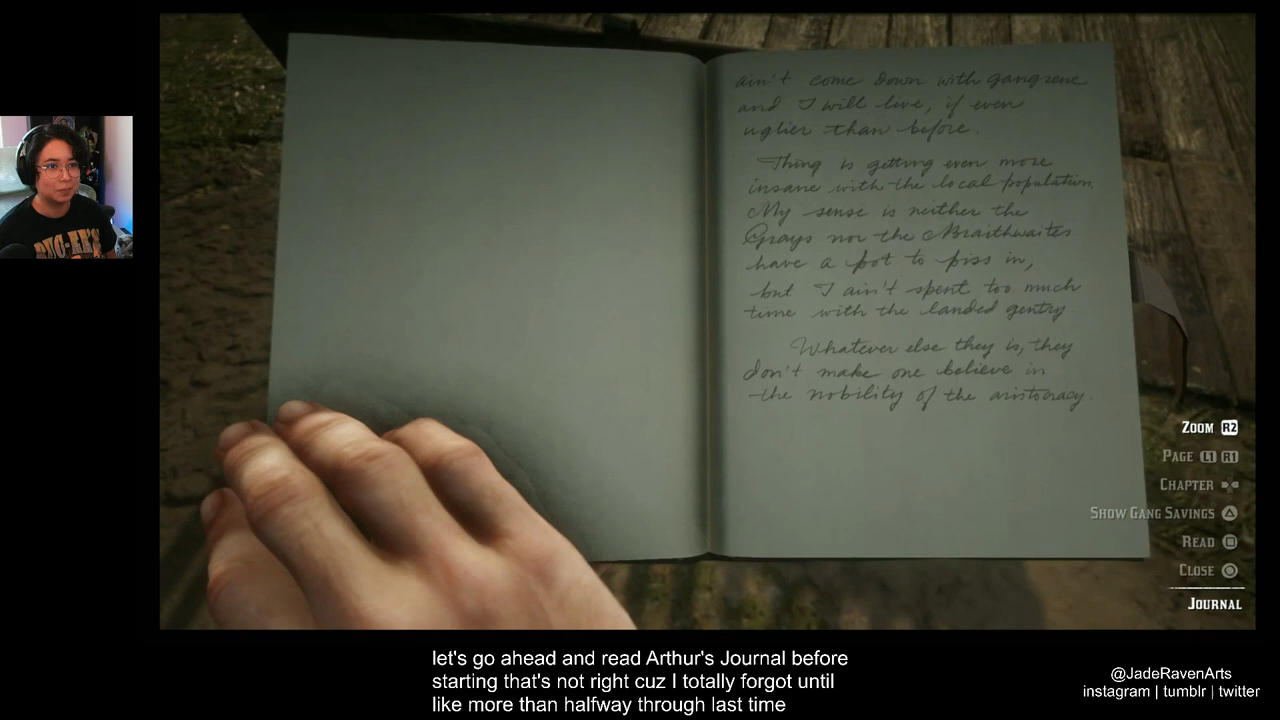 ain't come down with gangrene
and I will live, if even
uglier than before.
Thing is getting even more
insane with the local population.
My sense is neither the
Grays nor the Braithwaites
have a pot to piss in,
but I ain't spent too much
time with the landed gentry
Whatever else they is, they
don't make one believe in
the nobility of the aristocracy.
ZOOM R2
PAGE L1 R1
CHAPTER
SHOW GANG SAVINGS
READ
CLOSE
JOURNAL
BUC-EE'S
let's go ahead and read Arthur's Journal before
starting that's not right cuz I totally forgot until
like more than halfway through last time
@JadeRavenArts
instagram | tumblr | twitter